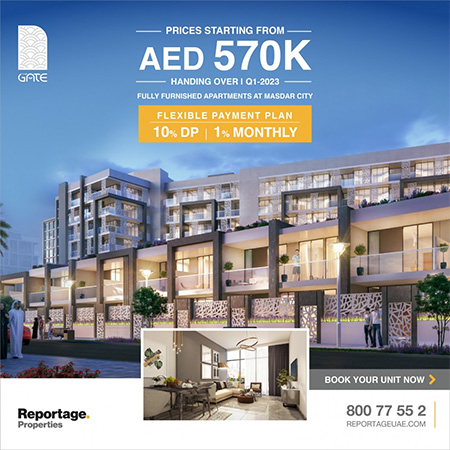 GATE
PRICES STARTING FROM
AED 570K
HANDING OVER | Q1-2023
FULLY FURNISHED APARTMENTS AT MASDAR CITY
FLEXIBLE PAYMENT PLAN
10% DP | 1% MONTHLY
BOOK YOUR UNIT NOW
Reportage.
Properties
800 77 55 2
REPORTAGEUAE.COM